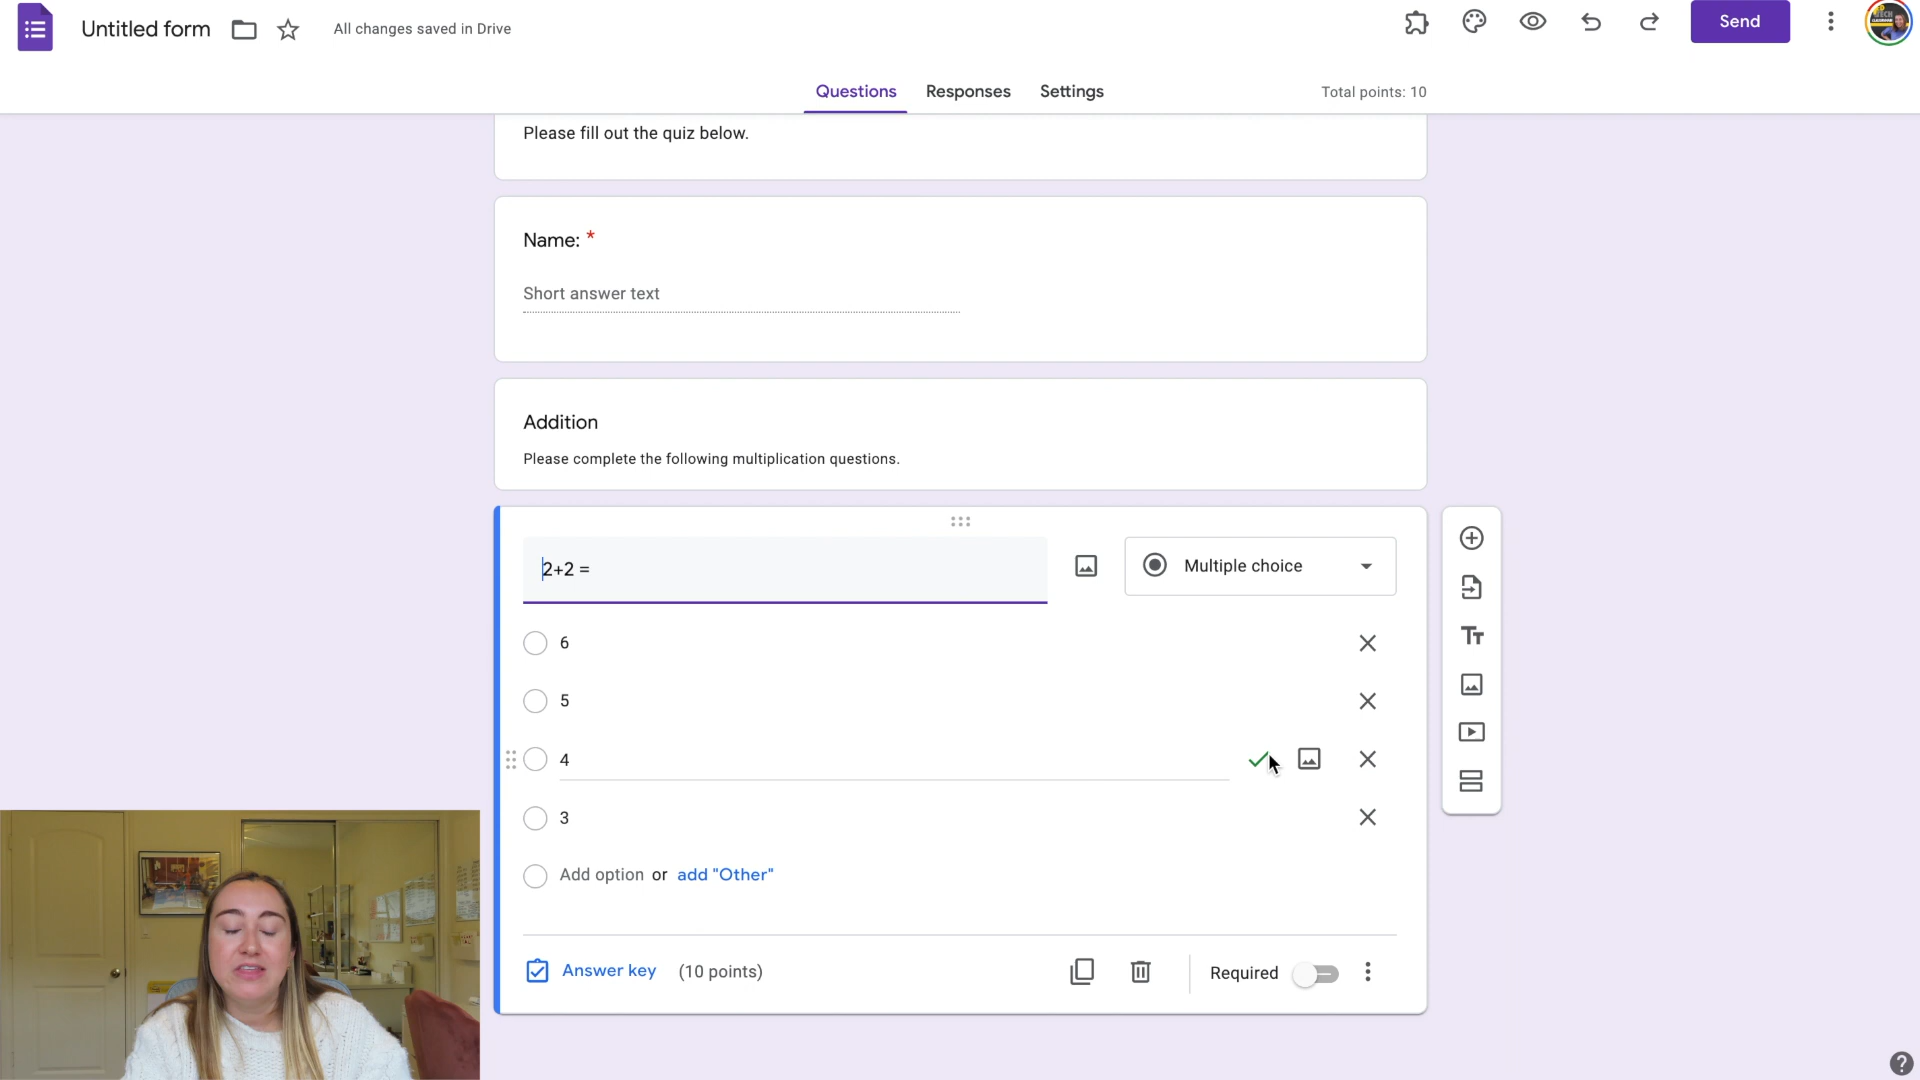 Untitled form
All changes saved in Drive
Send
Questions
Responses
Settings
Total points: 10
Please fill out the quiz below.
Name: *
Short answer text
Addition
Please complete the following multiplication questions.
2+2 =
Multiple choice
6
5
4
3
Add option or add "Other"
Answer key (10 points)
Required